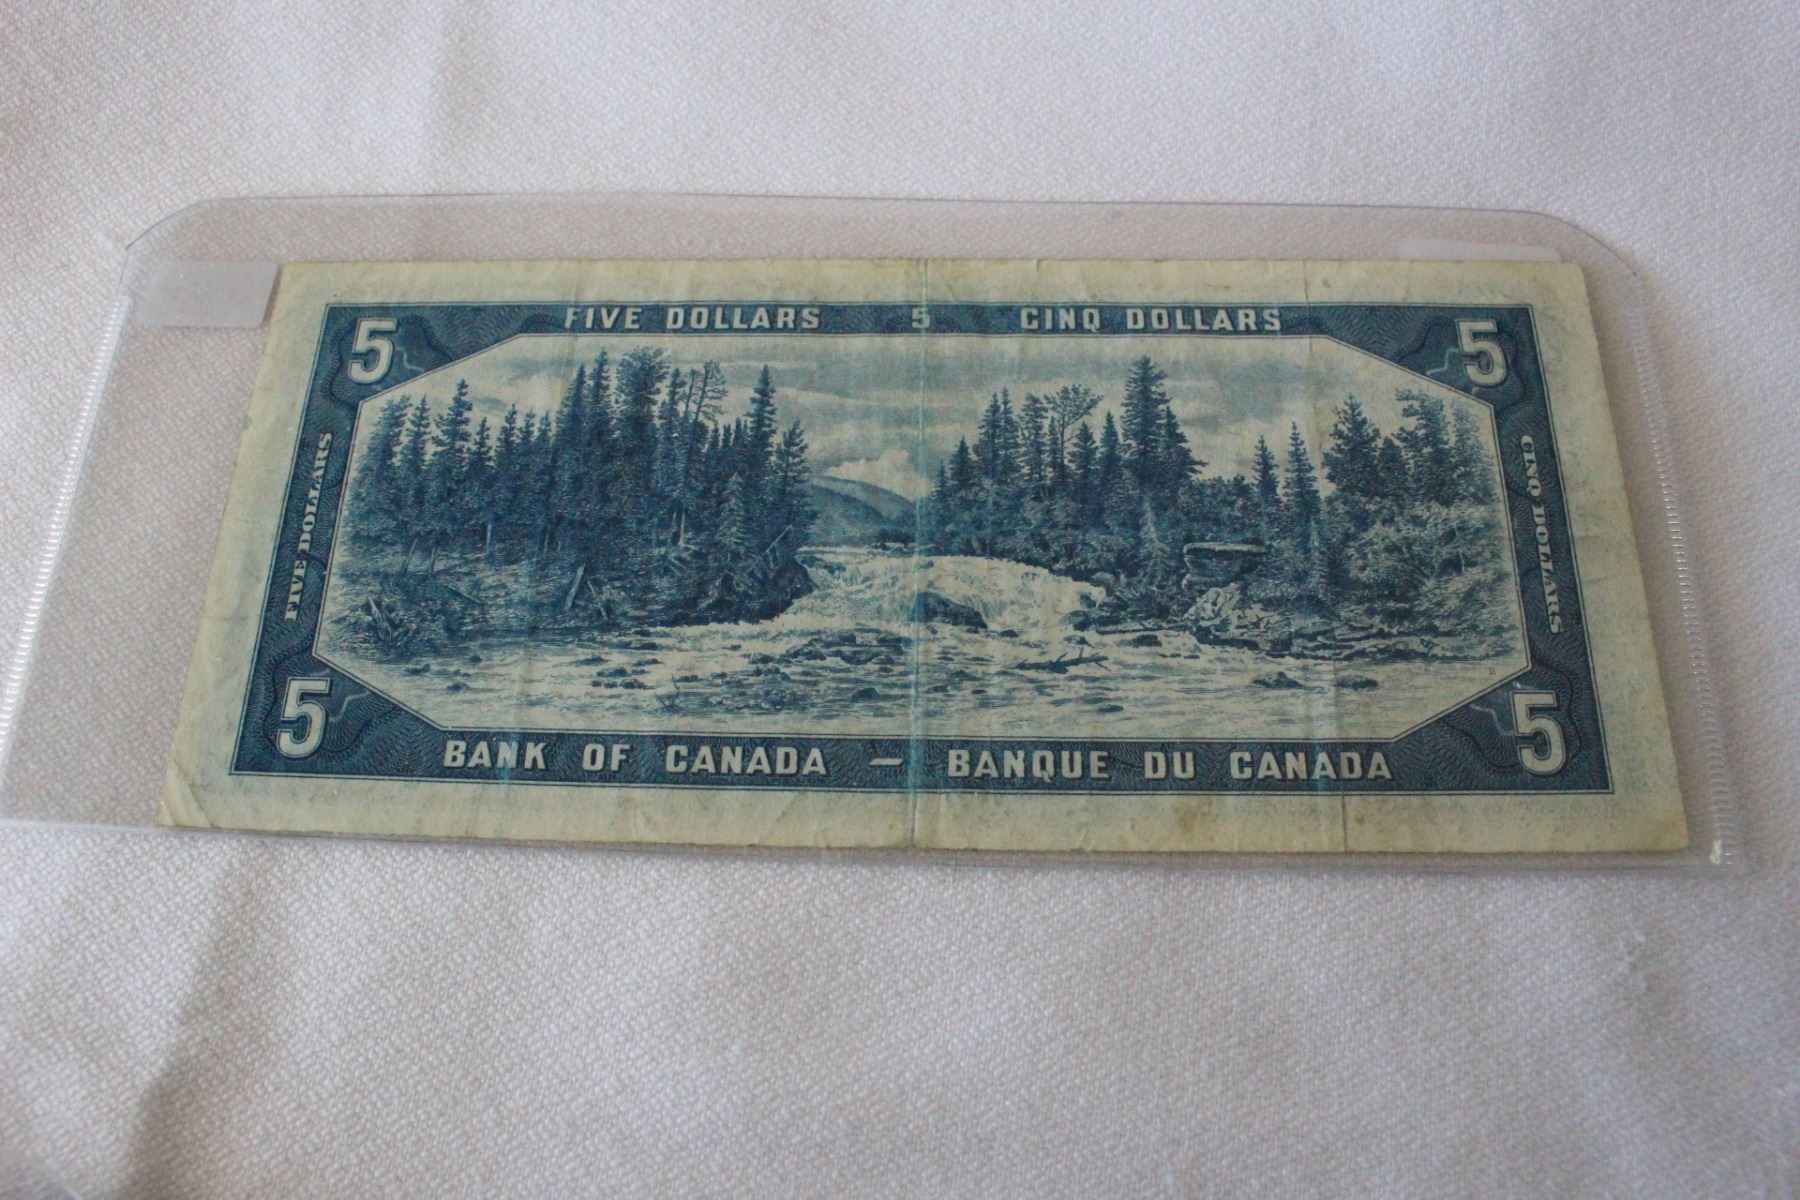 FIVE DOLLARS 5 CINQ DOLLARS
5 5
FIVE DOLLARS
CINQ DOLLARS
5 5
BANK OF CANADA — BANQUE DU CANADA